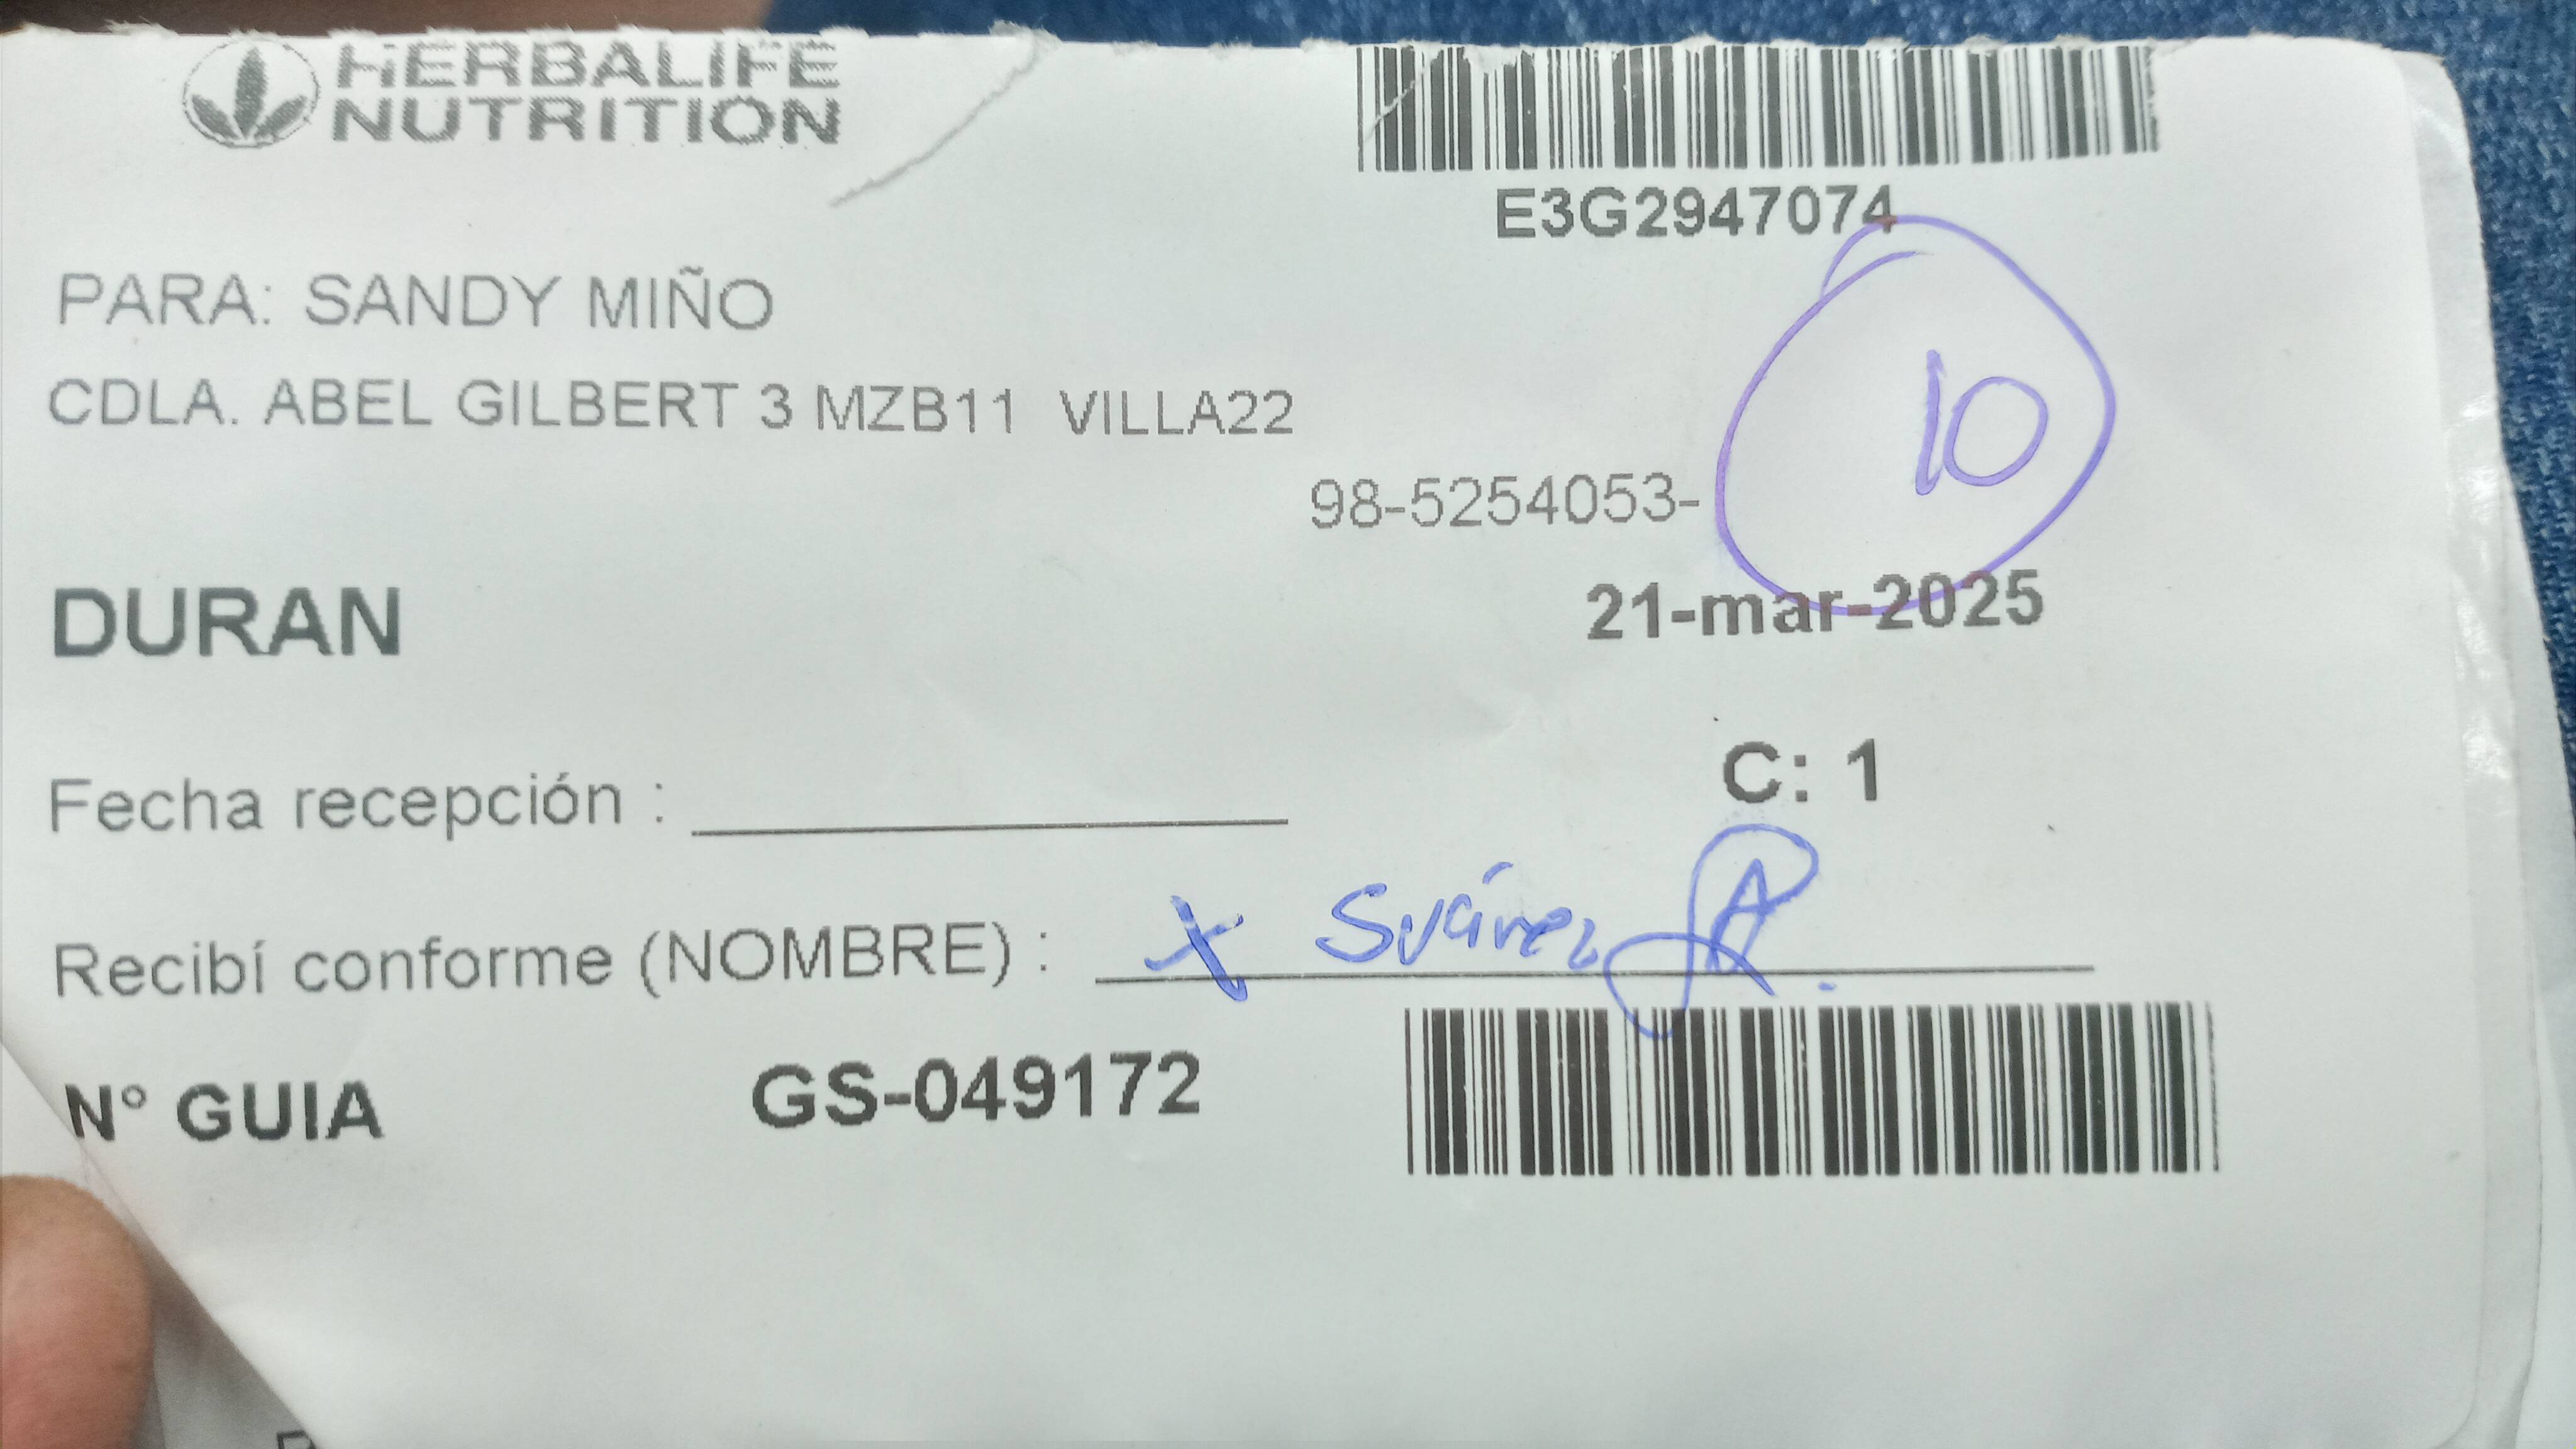 HERBALIFE
NUTRITION
E3G2947074
PARA: SANDY MIÑO
CDLA. ABEL GILBERT 3 MZB11 VILLA22
10
98-5254053-
DURAN
21-mar-2025
C: 1
Fecha recepción :
Recibí conforme (NOMBRE) : x Suárez A.
N° GUIA GS-049172